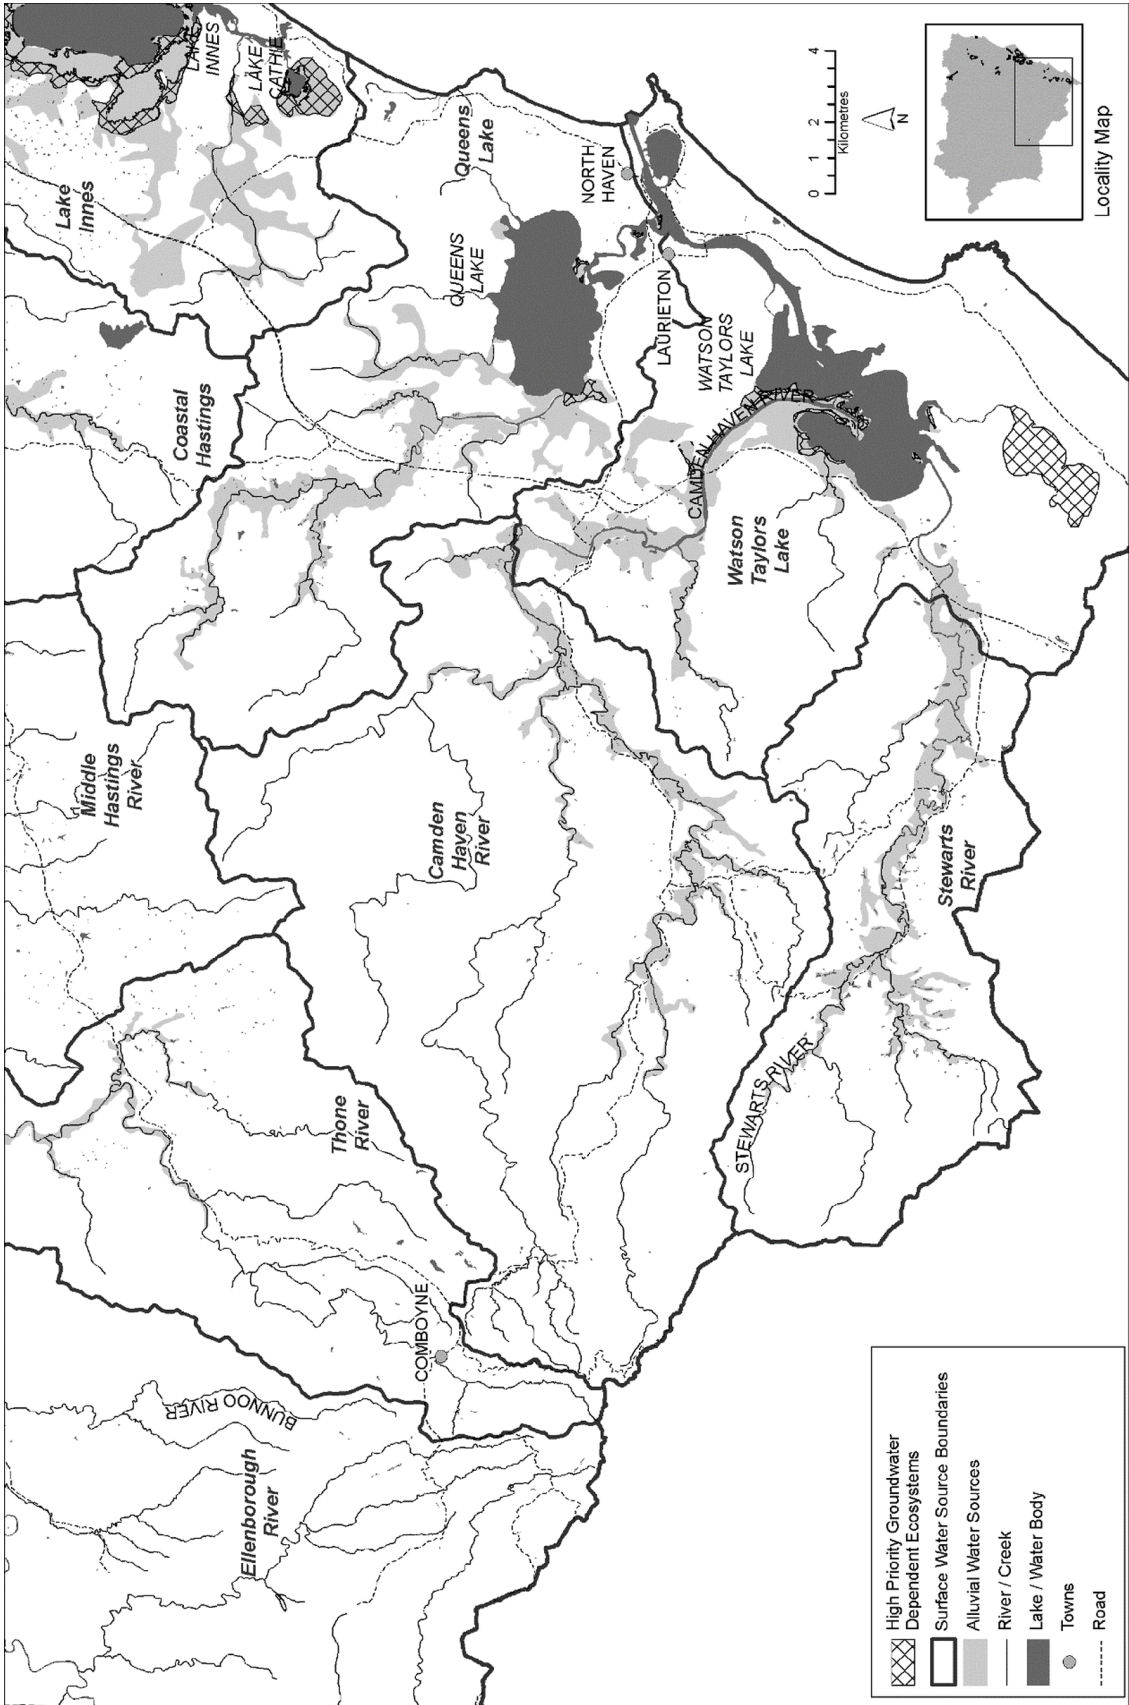 LAKE
INNES
LAKE
CATHIE
Lake
Innes
Queens
Lake
QUEENS
LAKE
NORTH
HAVEN
LAURIETON
WATSON
TAYLORS
LAKE
CAMDEN HAVEN RIVER
Coastal
Hastings
Watson
Taylors
Lake
Middle
Hastings
River
Camden
Haven
River
Stewarts
River
STEWARTS RIVER
Thone
River
COMBOYNE
BUNNOO RIVER
Ellenborough
River
0 1 2 4
Kilometres
N
Locality Map
High Priority Groundwater
Dependent Ecosystems
Surface Water Source Boundaries
Alluvial Water Sources
River / Creek
Lake / Water Body
Towns
Road